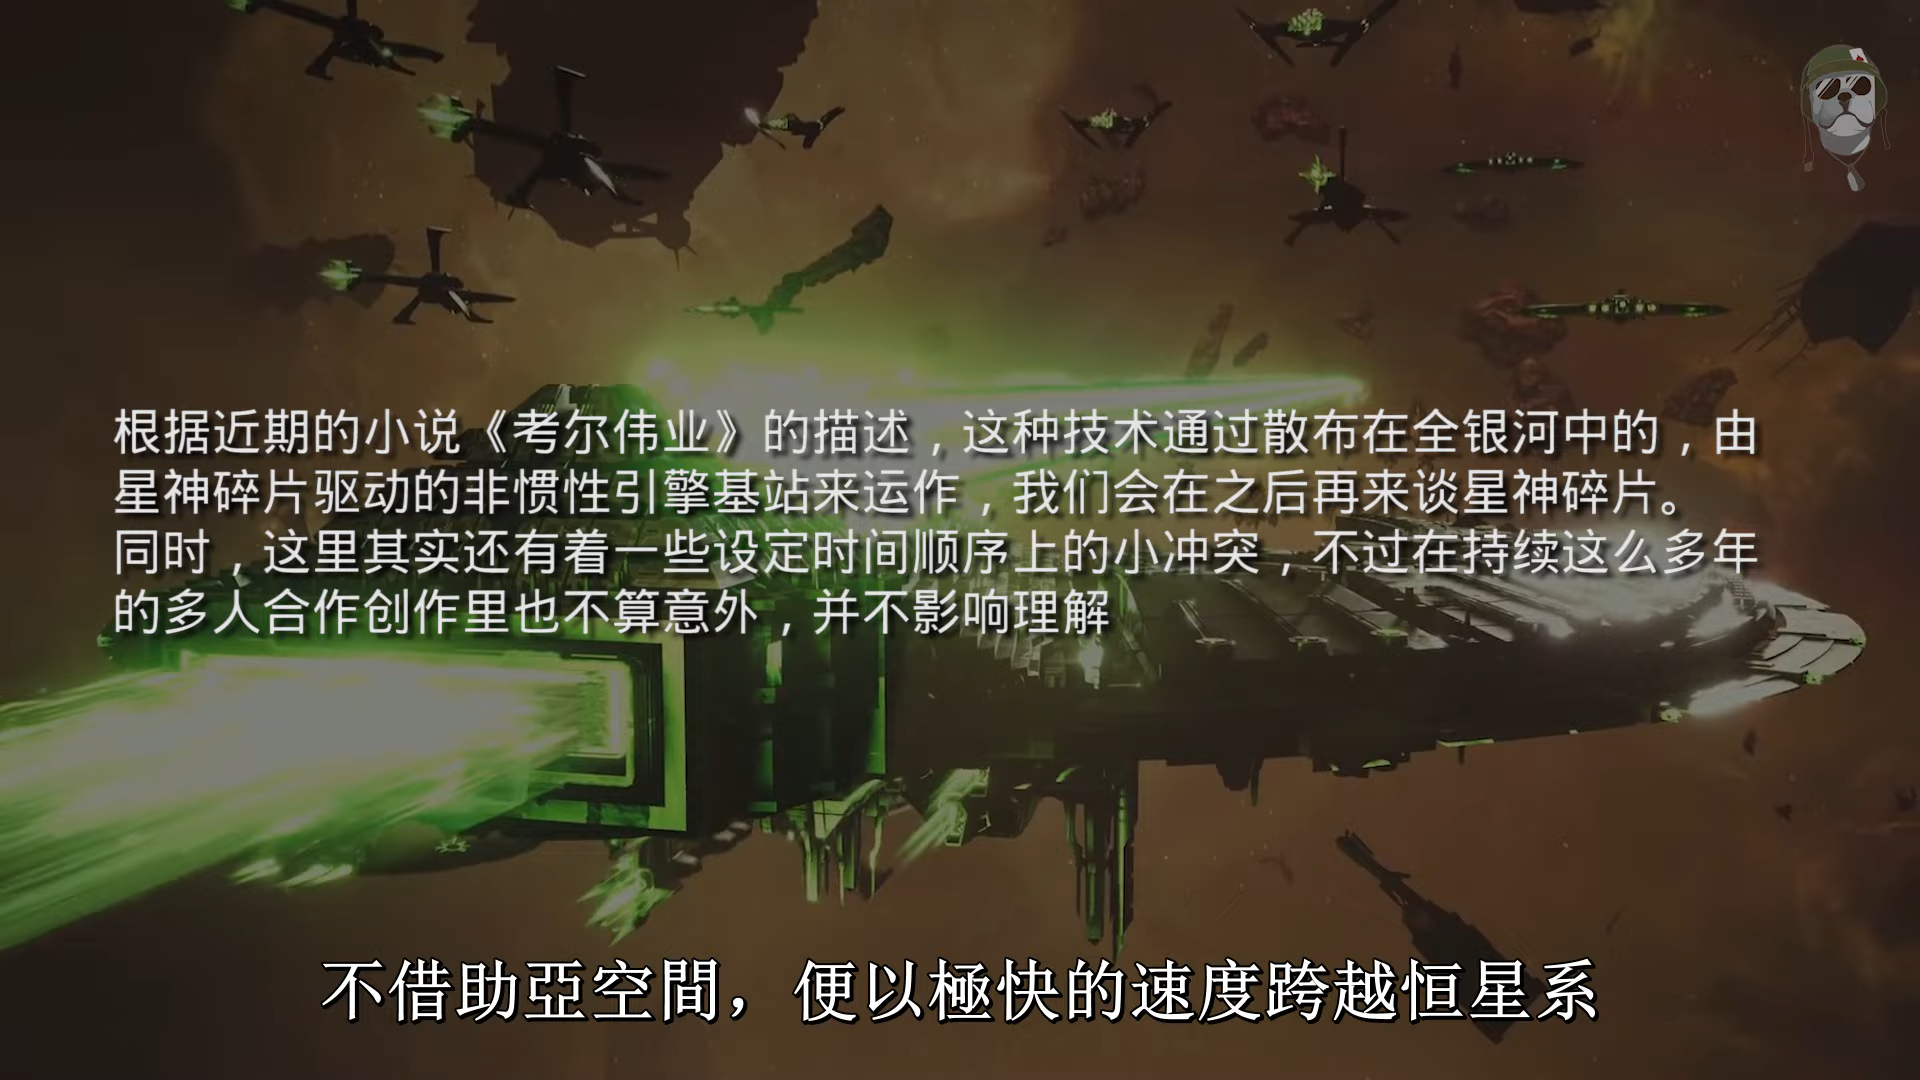 根据近期的小说《考尔伟业》的描述，这种技术通过散布在全银河中的，由
星神碎片驱动的非惯性引擎基站来运作，我们会在之后再来谈星神碎片。
同时，这里其实还有着一些设定时间顺序上的小冲突，不过在持续这么多年
的多人合作创作里也不算意外，并不影响理解
不借助亞空間，便以極快的速度跨越恒星系